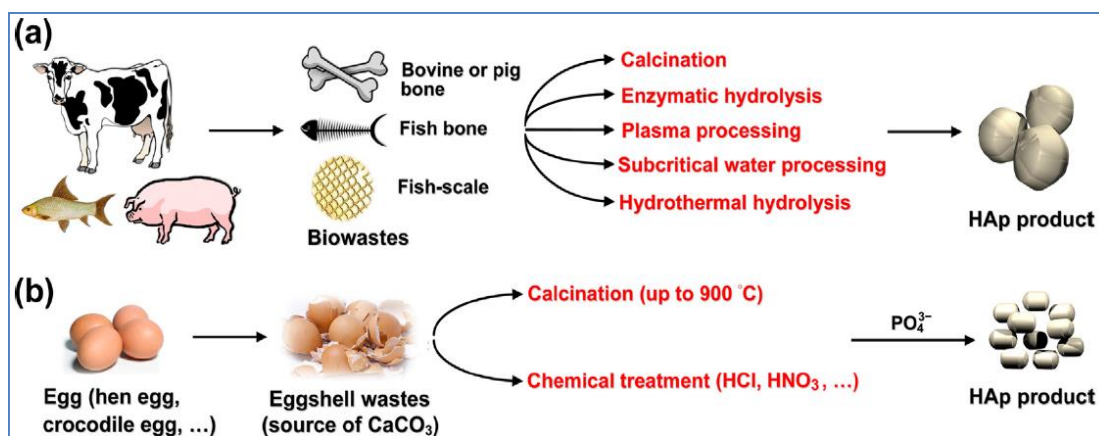 (a)
Bovine or pig
bone
Fish bone
Fish-scale
Biowastes
Calcination
Enzymatic hydrolysis
Plasma processing
Subcritical water processing
Hydrothermal hydrolysis
HAp product
(b)
Egg (hen egg,
crocodile egg, ...)
Eggshell wastes
(source of CaCO₃)
Calcination (up to 900 °C)
Chemical treatment (HCl, HNO₃, ...)
PO₄³⁻
HAp product